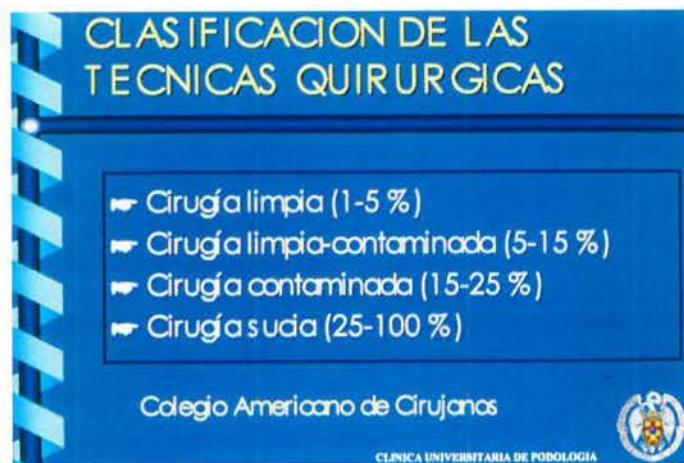 CLASIFICACION DE LAS
TECNICAS QUIRURGICAS
☛ Cirugía limpia (1-5 %)
☛ Cirugía limpia-contaminada (5-15 %)
☛ Cirugía contaminada (15-25 %)
☛ Cirugía sucia (25-100 %)
Colegio Americano de Cirujanos
CLINICA UNIVERSITARIA DE PODOLOGIA